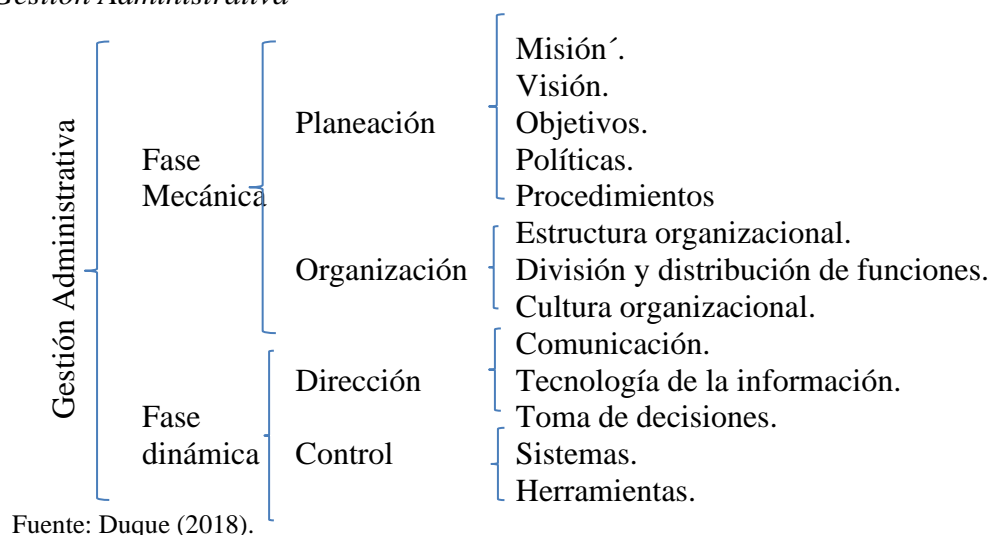 Gestión Administrativa
Gestión Administrativa
Fase
Mecánica
Planeación
Misión´.
Visión.
Objetivos.
Políticas.
Procedimientos
Organización
Estructura organizacional.
División y distribución de funciones.
Cultura organizacional.
Fase
dinámica
Dirección
Comunicación.
Tecnología de la información.
Toma de decisiones.
Control
Sistemas.
Herramientas.
Fuente: Duque (2018).